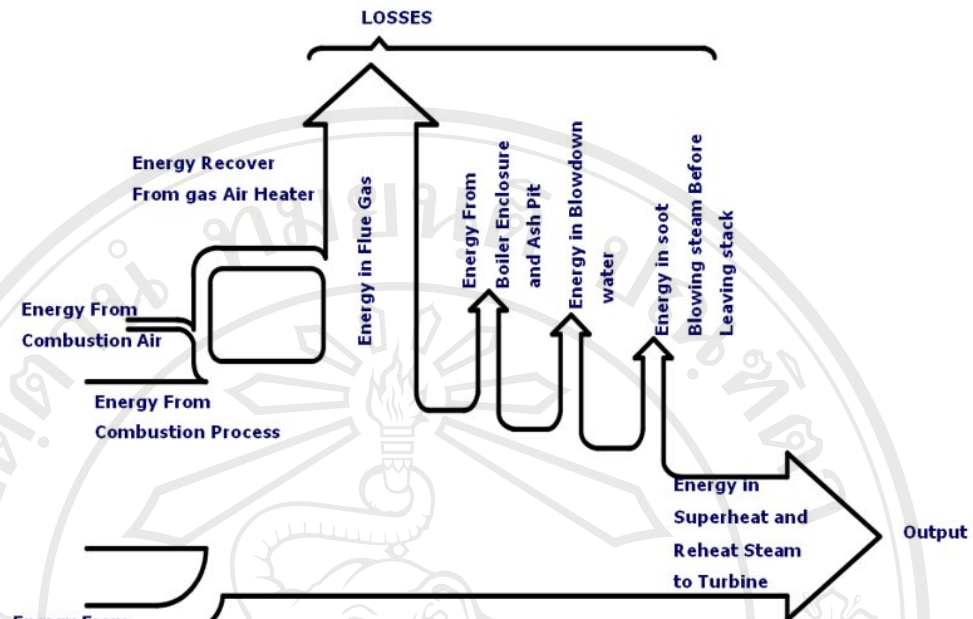 LOSSES
Energy Recover
From gas Air Heater
Energy in Flue Gas
Energy From
Boiler Enclosure
and Ash Pit
Energy in Blowdown
water
Energy in soot
Blowing steam Before
Leaving stack
Energy From
Combustion Air
Energy From
Combustion Process
Energy in
Superheat and
Reheat Steam
to Turbine
Output